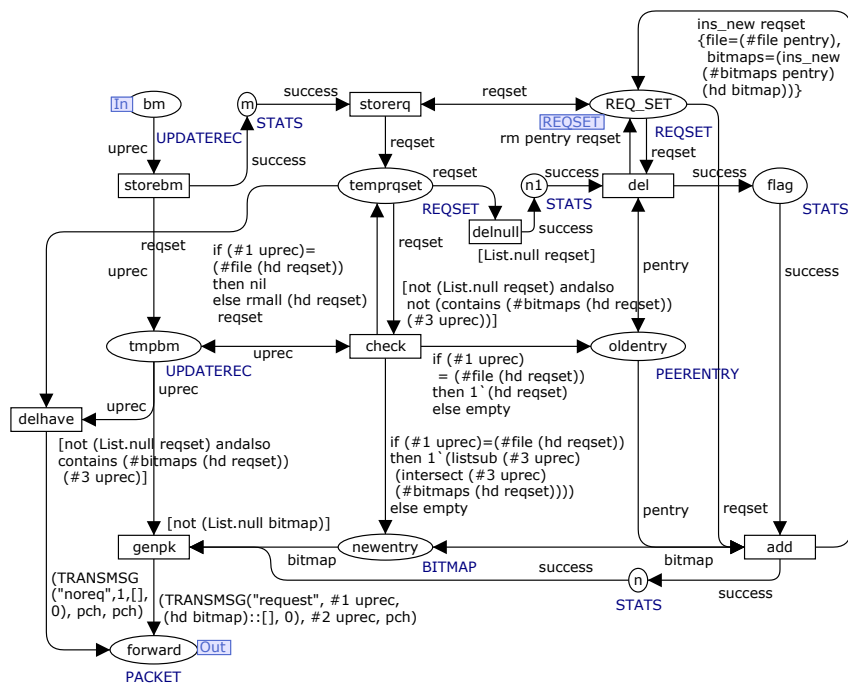 ins_new reqset
{file=(#file pentry),
bitmaps=(ins_new
(#bitmaps pentry)
(hd bitmap))}
In
bm
UPDATEREC
m
STATS
success
storerq
reqset
REQ_SET
REQSET
REQSET
rm pentry reqset
reqset
uprec
success
reqset
storebm
temprqset
REQSET
reqset
n1
STATS
success
del
success
flag
STATS
delnull
success
[List.null reqset]
reqset
uprec
if (#1 uprec)=
(#file (hd reqset))
then nil
else rmall (hd reqset)
reqset
reqset
[not (List.null reqset) andalso
not (contains (#bitmaps (hd reqset))
(#3 uprec))]
pentry
success
tmpbm
UPDATEREC
uprec
check
oldentry
PEERENTRY
if (#1 uprec)
= (#file (hd reqset))
then 1`(hd reqset)
else empty
uprec
uprec
delhave
[not (List.null reqset) andalso
contains (#bitmaps (hd reqset))
(#3 uprec)]
if (#1 uprec)=(#file (hd reqset))
then 1`(listsub (#3 uprec)
(intersect (#3 uprec)
(#bitmaps (hd reqset))))
else empty
pentry
reqset
[not (List.null bitmap)]
genpk
bitmap
newentry
BITMAP
bitmap
add
success
n
STATS
success
(TRANSMSG
("noreq",1,[],
0), pch, pch)
(TRANSMSG("request", #1 uprec,
(hd bitmap)::[], 0), #2 uprec, pch)
forward
Out
PACKET